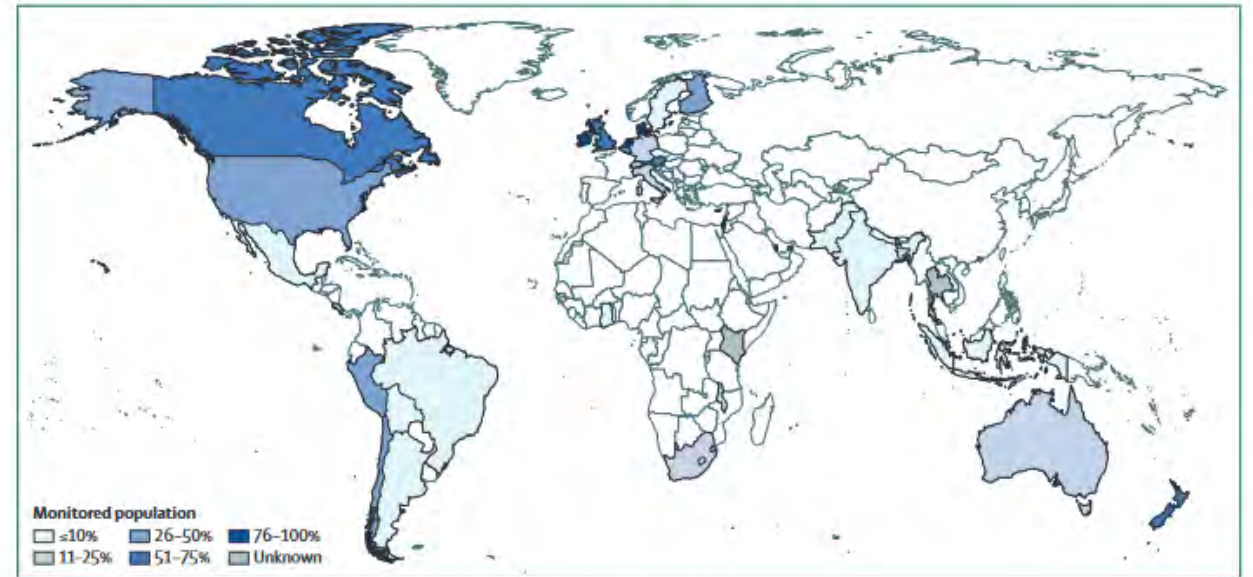 Monitored population
≤10% 26–50% 76–100%
11–25% 51–75% Unknown